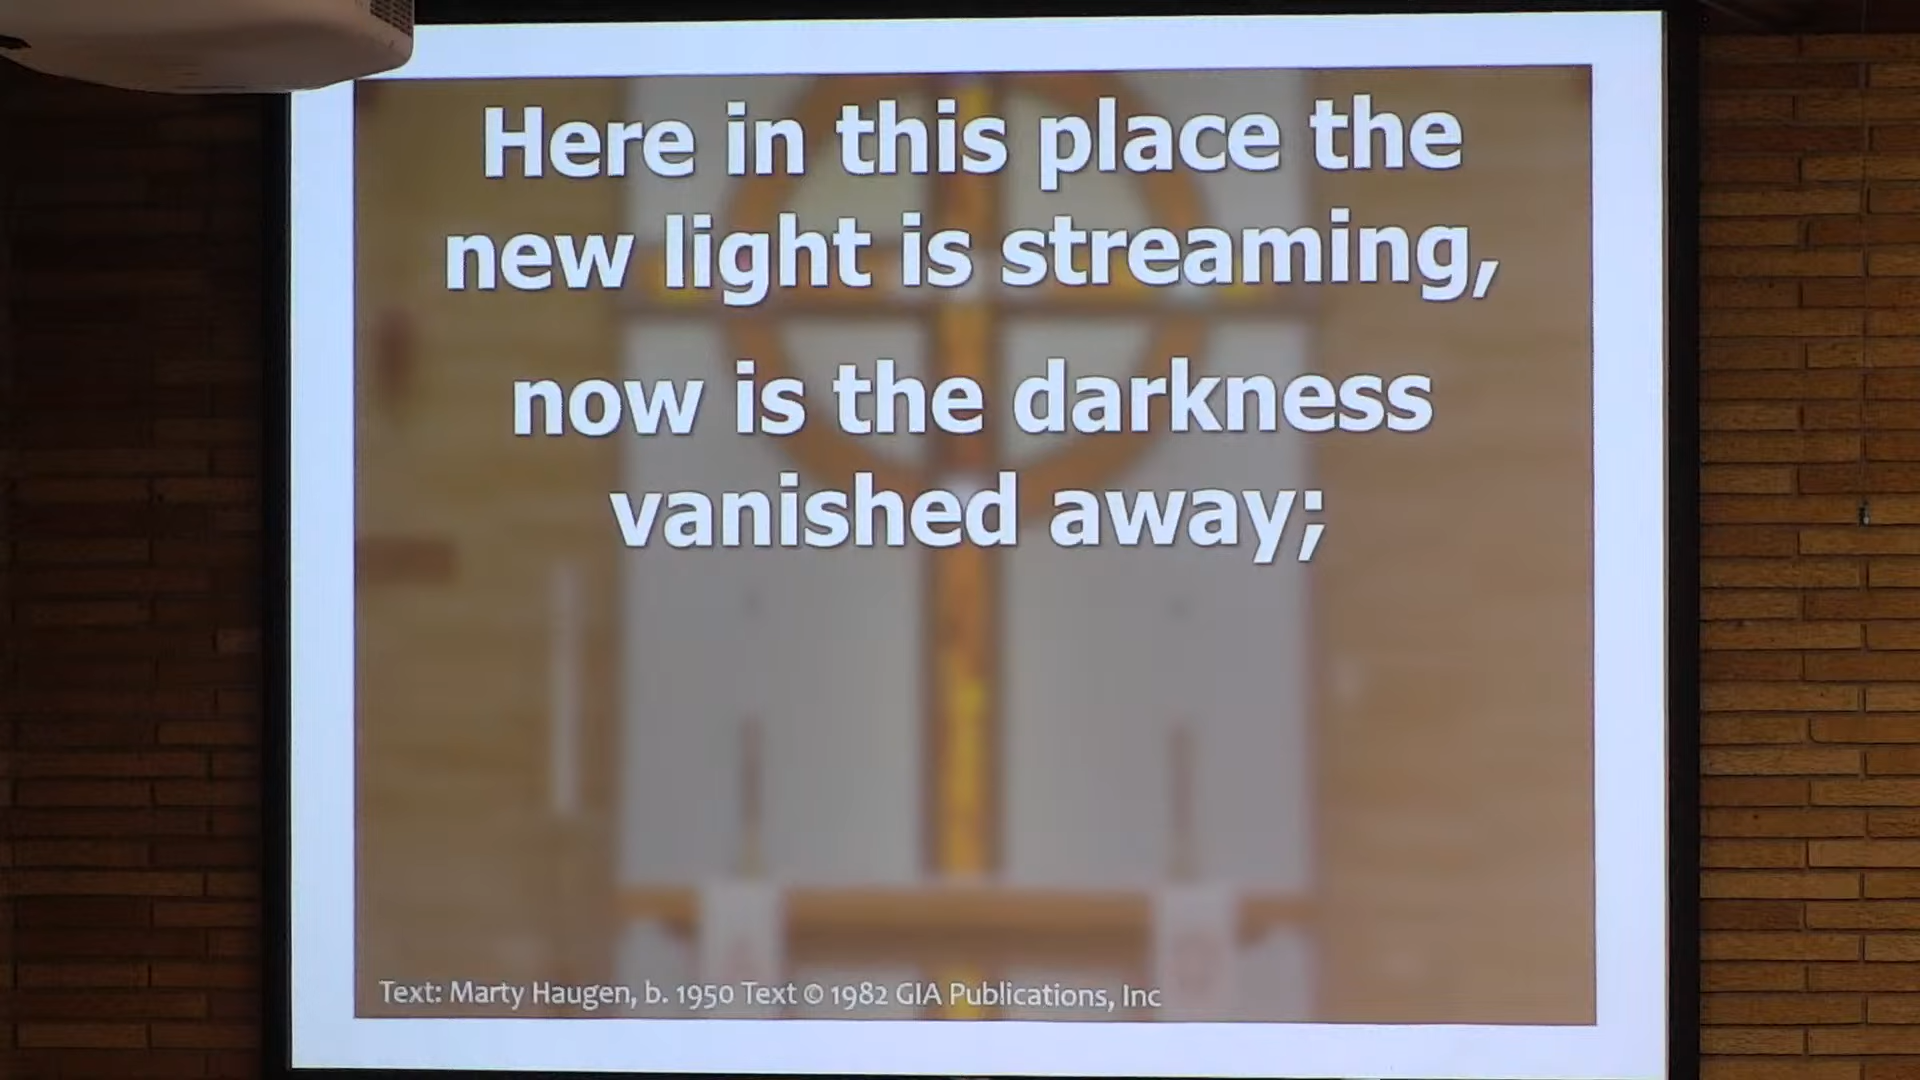 Here in this place the
new light is streaming,
now is the darkness
vanished away;
Text: Marty Haugen, b. 1950 Text © 1982 GIA Publications, Inc